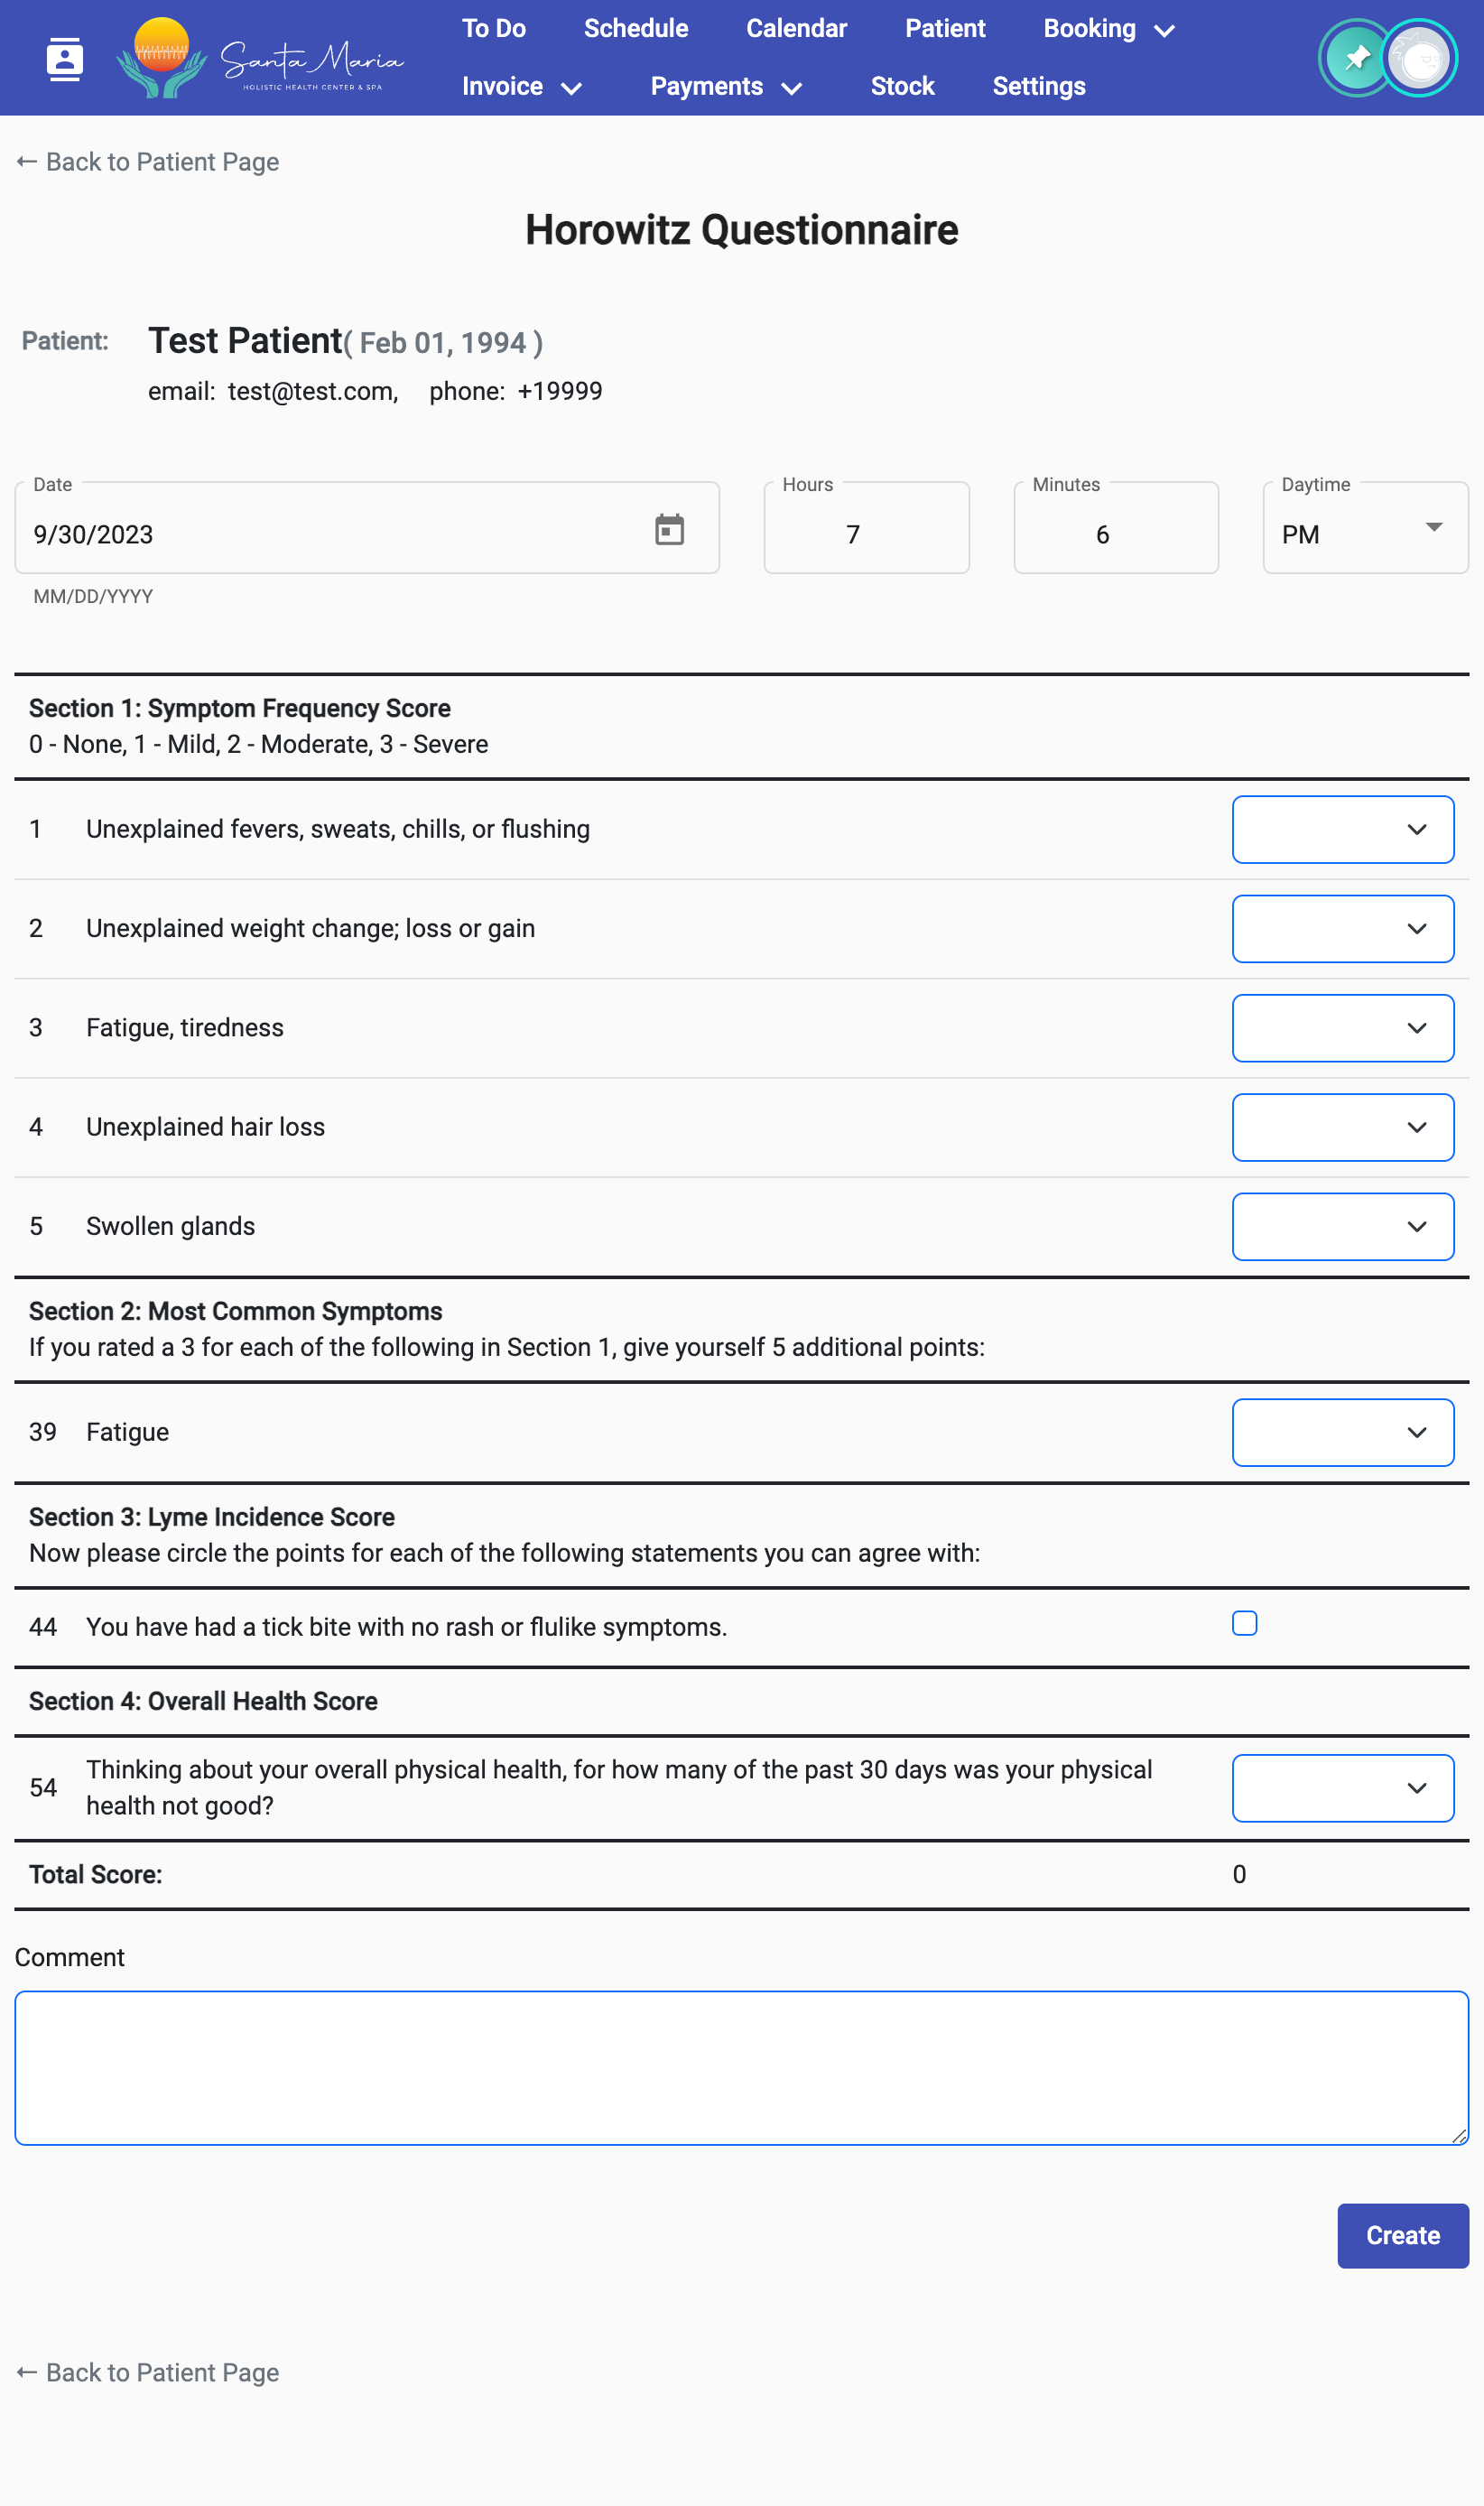 Santa Maria
HOLISTIC HEALTH CENTER & SPA
To Do Schedule Calendar Patient Booking
Invoice Payments Stock Settings
← Back to Patient Page
Horowitz Questionnaire
Patient: Test Patient( Feb 01, 1994 )
email: test@test.com, phone: +19999
Date Hours Minutes Daytime
9/30/2023 7 6 PM
MM/DD/YYYY
Section 1: Symptom Frequency Score
0 - None, 1 - Mild, 2 - Moderate, 3 - Severe
1 Unexplained fevers, sweats, chills, or flushing
2 Unexplained weight change; loss or gain
3 Fatigue, tiredness
4 Unexplained hair loss
5 Swollen glands
Section 2: Most Common Symptoms
If you rated a 3 for each of the following in Section 1, give yourself 5 additional points:
39 Fatigue
Section 3: Lyme Incidence Score
Now please circle the points for each of the following statements you can agree with:
44 You have had a tick bite with no rash or flulike symptoms.
Section 4: Overall Health Score
54 Thinking about your overall physical health, for how many of the past 30 days was your physical
health not good?
Total Score: 0
Comment
Create
← Back to Patient Page